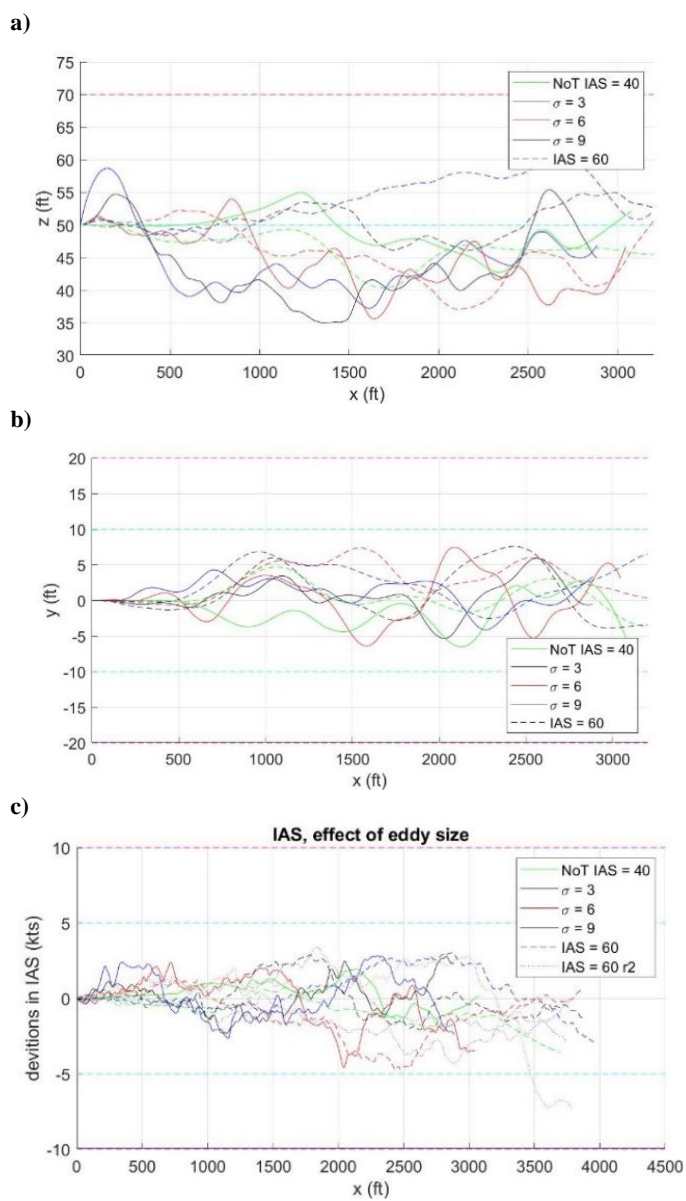 a)
75
70
65
60
55
50
45
40
35
30
z (ft)
0 500 1000 1500 2000 2500 3000
x (ft)
NoT IAS = 40
σ = 3
σ = 6
σ = 9
IAS = 60
b)
20
15
10
5
0
-5
-10
-15
-20
y (ft)
0 500 1000 1500 2000 2500 3000
x (ft)
NoT IAS = 40
σ = 3
σ = 6
σ = 9
IAS = 60
c)
IAS, effect of eddy size
10
5
0
-5
-10
devitions in IAS (kts)
0 500 1000 1500 2000 2500 3000 3500 4000 4500
x (ft)
NoT IAS = 40
σ = 3
σ = 6
σ = 9
IAS = 60
IAS = 60 r2